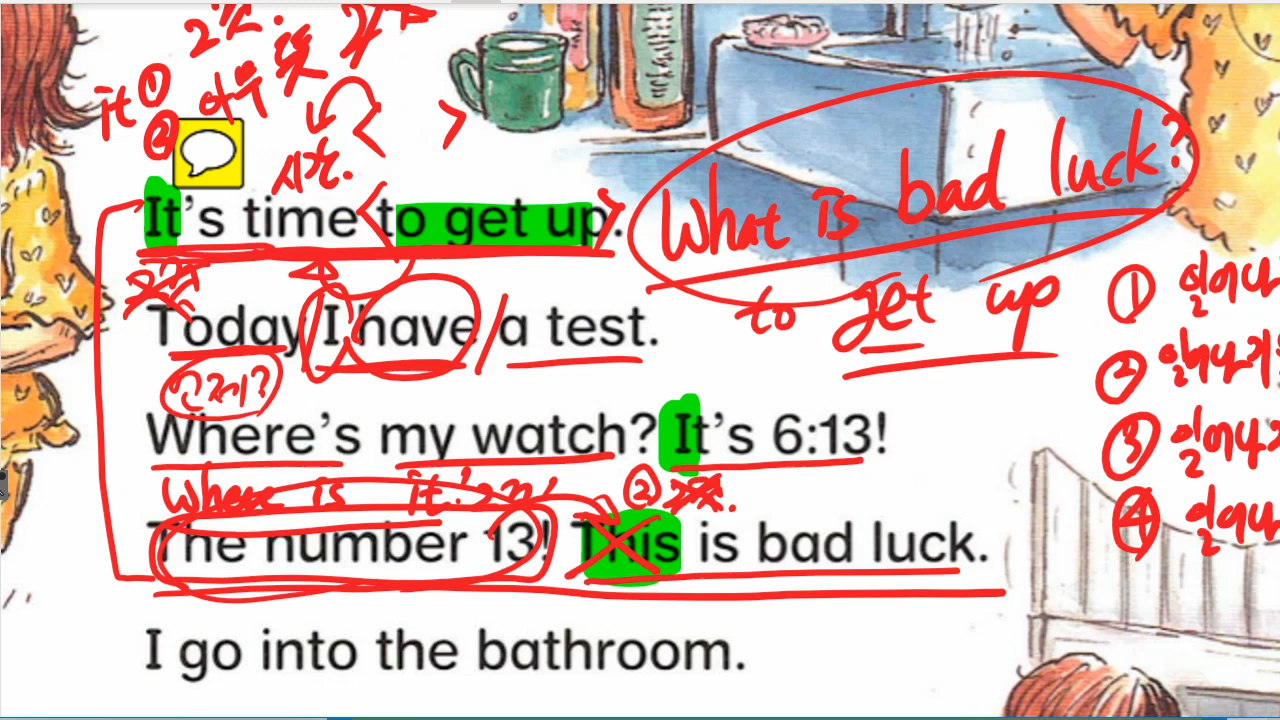 it ①
② 아무 뜻
시간.
What is bad luck?
It's time to get up.
to get up
Today I have a test.
언제?
① 일어나
② 일어나기
③ 일어나
④ 일어나
Where's my watch? It's 6:13!
Where is it?
②
The number 13! This is bad luck.
I go into the bathroom.